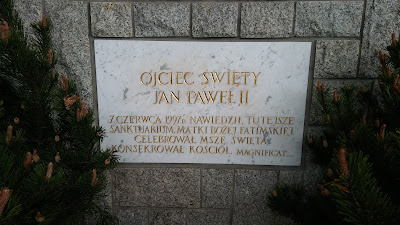 OJCIEC ŚWIĘTY
JAN PAWEŁ II
7 CZERWCA 1997R. NAWIEDZIŁ TUTEJSZE
SANKTUARIUM, MATKI BOŻEJ FATIMSKIEJ
CELEBROWAŁ MSZĘ ŚWIĘTĄ
KONSEKROWAŁ KOŚCIÓŁ. MAGNIFICAT...